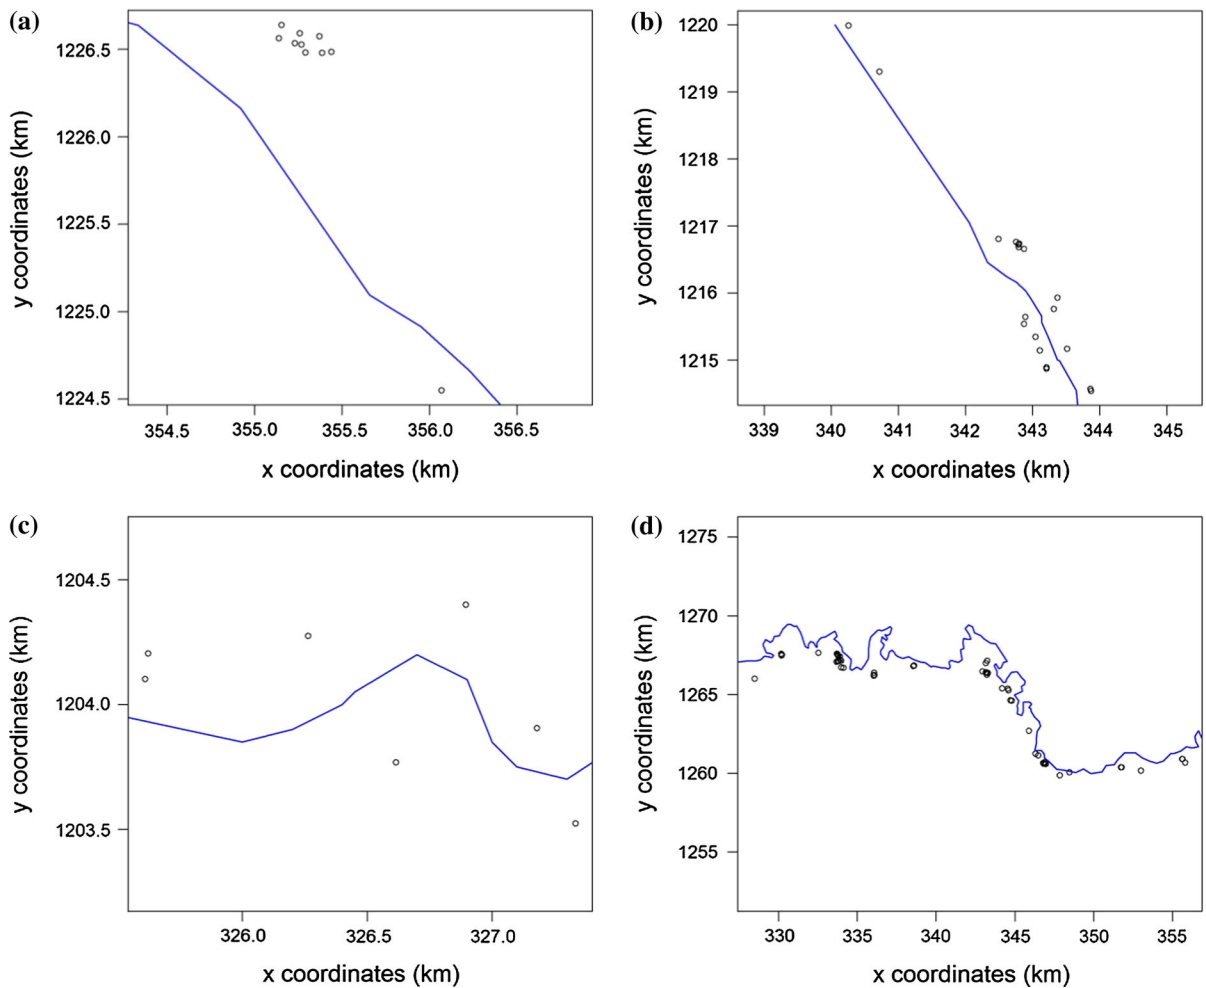 (a)
1226.5
1226.0
1225.5
1225.0
1224.5
y coordinates (km)
354.5 355.0 355.5 356.0 356.5
x coordinates (km)
(b)
1220
1219
1218
1217
1216
1215
y coordinates (km)
339 340 341 342 343 344 345
x coordinates (km)
(c)
1204.5
1204.0
1203.5
y coordinates (km)
326.0 326.5 327.0
x coordinates (km)
(d)
1275
1270
1265
1260
1255
y coordinates (km)
330 335 340 345 350 355
x coordinates (km)